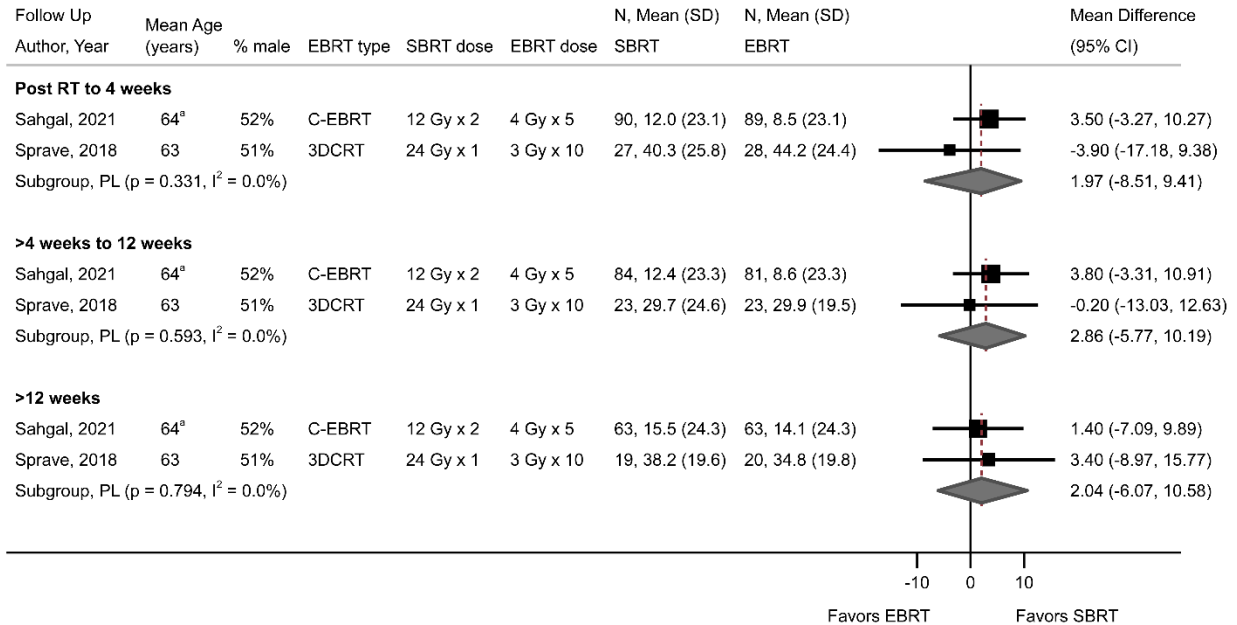 Follow Up Mean Age N, Mean (SD) N, Mean (SD) Mean Difference
Author, Year (years) % male EBRT type SBRT dose EBRT dose SBRT EBRT (95% CI)
Post RT to 4 weeks
Sahgal, 2021 64ᵃ 52% C-EBRT 12 Gy x 2 4 Gy x 5 90, 12.0 (23.1) 89, 8.5 (23.1) 3.50 (-3.27, 10.27)
Sprave, 2018 63 51% 3DCRT 24 Gy x 1 3 Gy x 10 27, 40.3 (25.8) 28, 44.2 (24.4) -3.90 (-17.18, 9.38)
Subgroup, PL (p = 0.331, I² = 0.0%) 1.97 (-8.51, 9.41)
>4 weeks to 12 weeks
Sahgal, 2021 64ᵃ 52% C-EBRT 12 Gy x 2 4 Gy x 5 84, 12.4 (23.3) 81, 8.6 (23.3) 3.80 (-3.31, 10.91)
Sprave, 2018 63 51% 3DCRT 24 Gy x 1 3 Gy x 10 23, 29.7 (24.6) 23, 29.9 (19.5) -0.20 (-13.03, 12.63)
Subgroup, PL (p = 0.593, I² = 0.0%) 2.86 (-5.77, 10.19)
>12 weeks
Sahgal, 2021 64ᵃ 52% C-EBRT 12 Gy x 2 4 Gy x 5 63, 15.5 (24.3) 63, 14.1 (24.3) 1.40 (-7.09, 9.89)
Sprave, 2018 63 51% 3DCRT 24 Gy x 1 3 Gy x 10 19, 38.2 (19.6) 20, 34.8 (19.8) 3.40 (-8.97, 15.77)
Subgroup, PL (p = 0.794, I² = 0.0%) 2.04 (-6.07, 10.58)
-10 0 10
Favors EBRT Favors SBRT